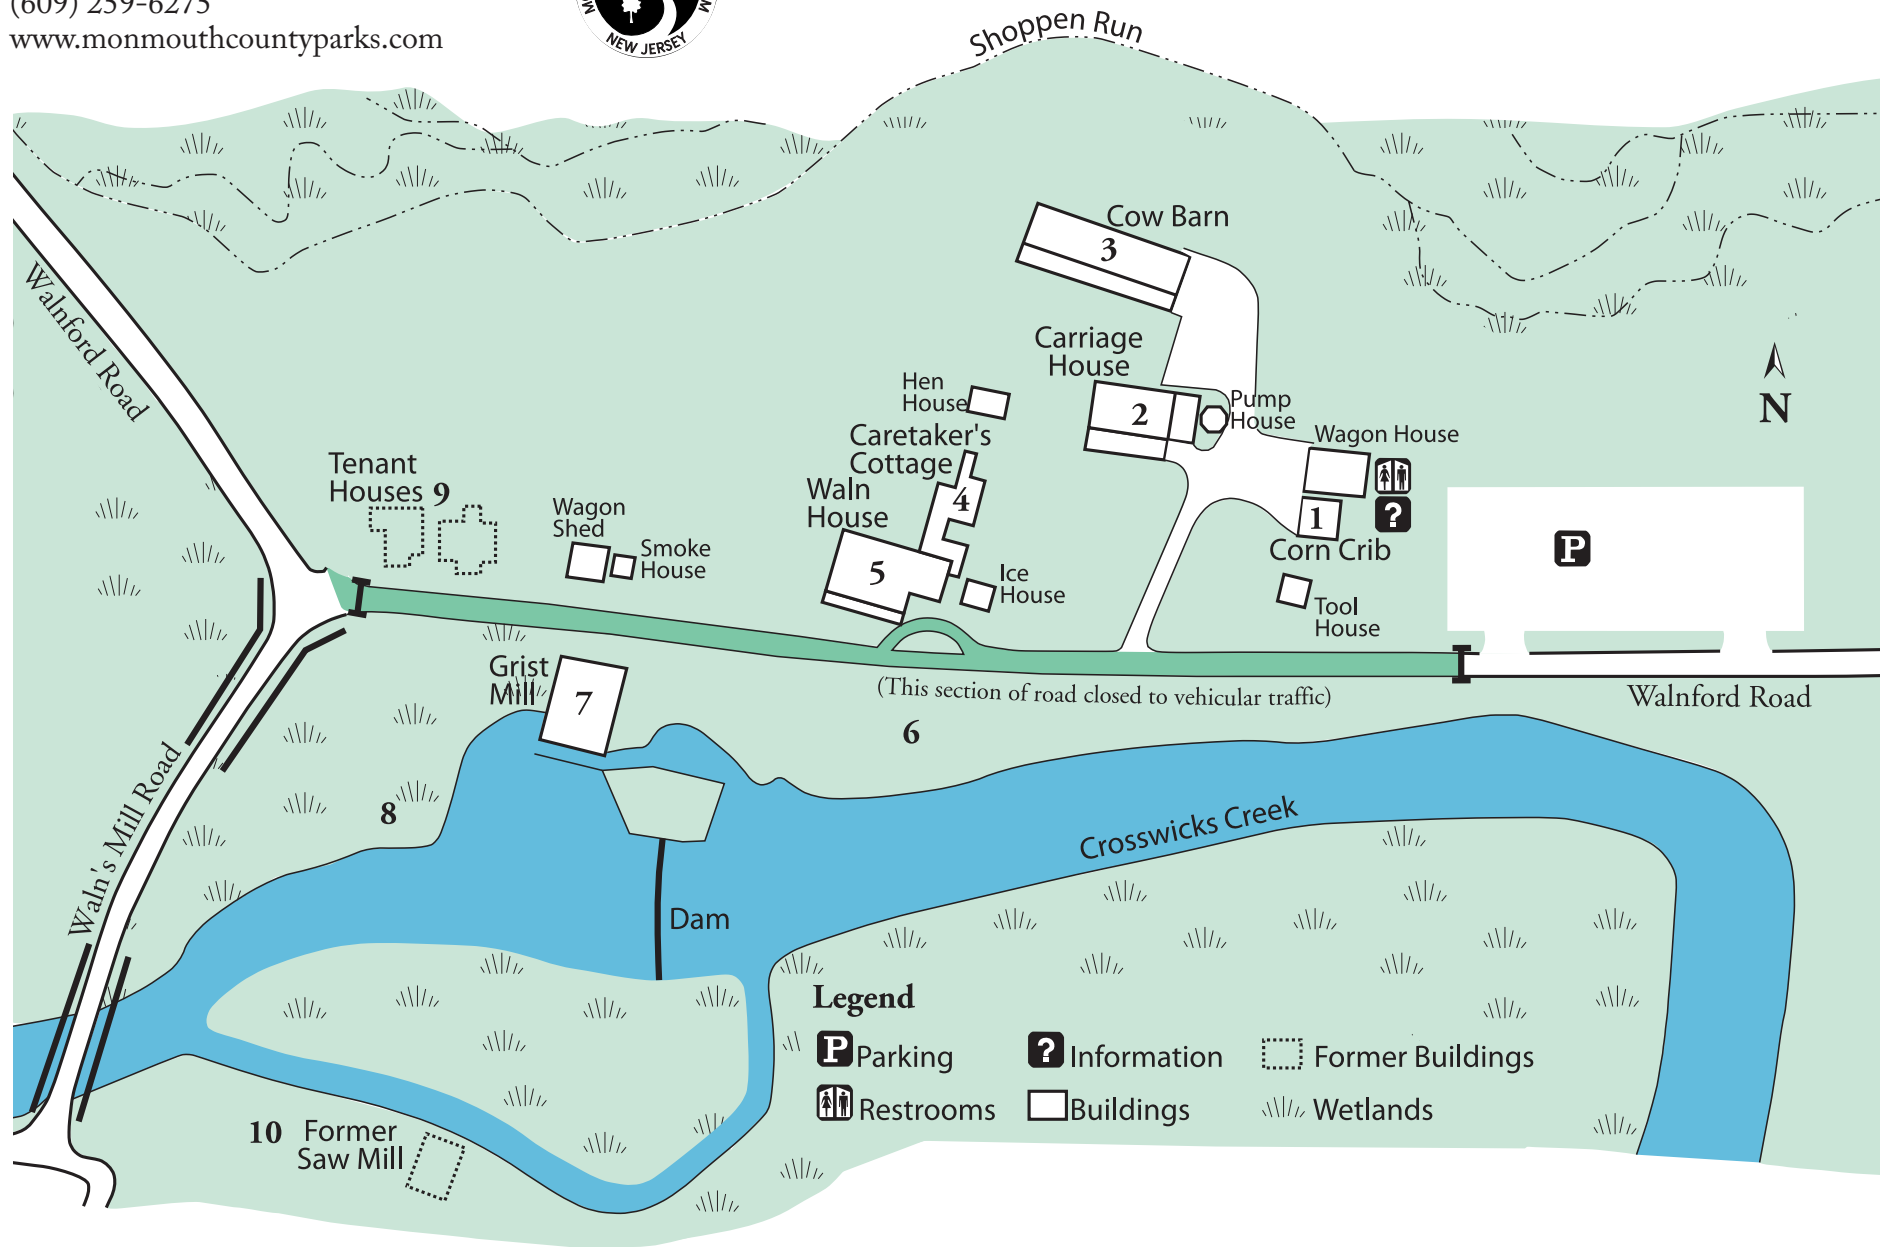 (609) 259-6275
www.monmouthcountyparks.com
NEW JERSEY
Shoppen Run
Cow Barn
3
Walnford Road
Carriage
House
2
Hen
House
Pump
House
N
Caretaker's
Cottage
4
Wagon House
Tenant
Houses 9
Waln
House
5
Wagon
Shed
?
1
Corn Crib
P
Smoke
House
Ice
House
Tool
House
Grist
Mill
7
(This section of road closed to vehicular traffic)
Walnford Road
6
Waln's Mill Road
8
Crosswicks Creek
Dam
Legend
P Parking
? Information
Former Buildings
Restrooms
Buildings
Wetlands
10 Former
Saw Mill